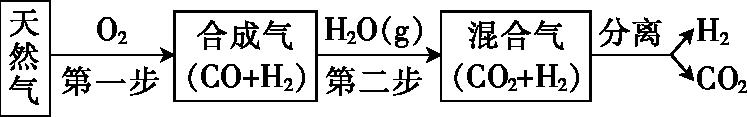 天然气
O₂
第一步
合成气
(CO+H₂)
H₂O(g)
第二步
混合气
(CO₂+H₂)
分离
H₂
CO₂